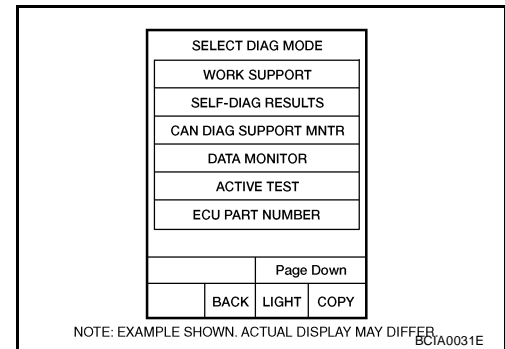 SELECT DIAG MODE
WORK SUPPORT
SELF-DIAG RESULTS
CAN DIAG SUPPORT MNTR
DATA MONITOR
ACTIVE TEST
ECU PART NUMBER
Page Down
BACK LIGHT COPY
NOTE: EXAMPLE SHOWN. ACTUAL DISPLAY MAY DIFFER.
BCIA0031E